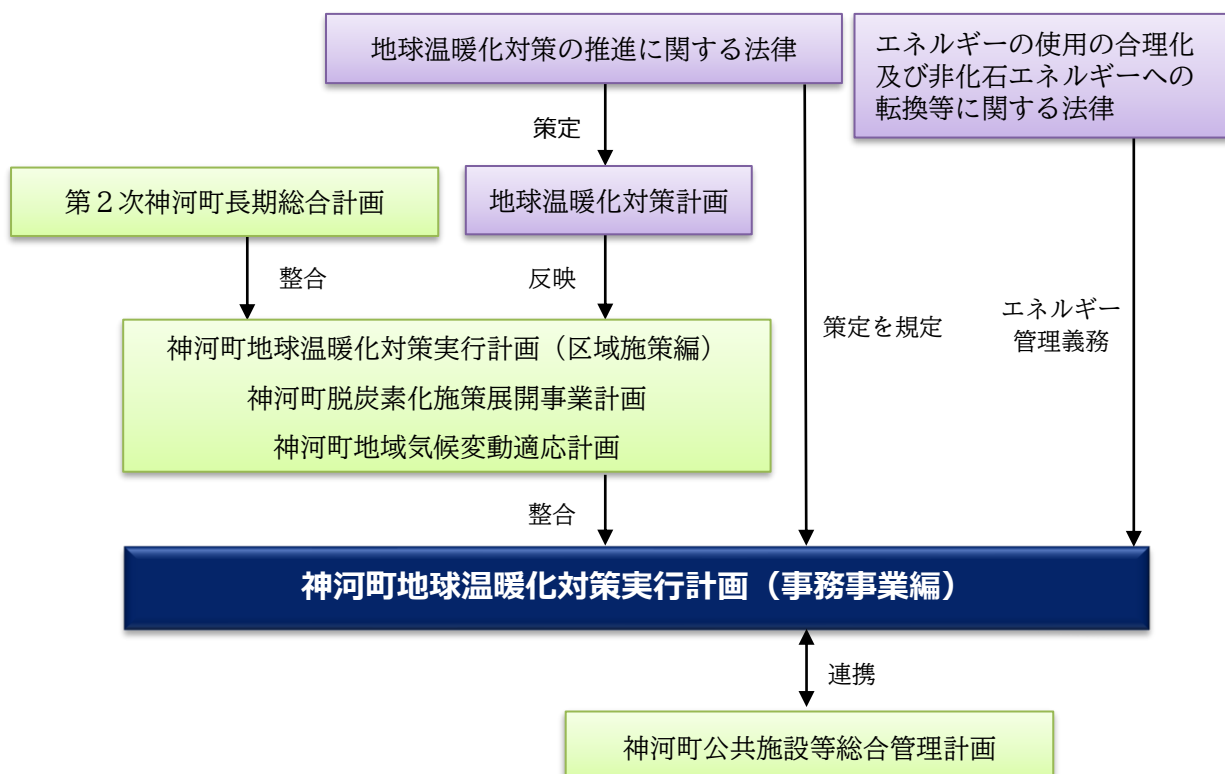 地球温暖化対策の推進に関する法律
エネルギーの使用の合理化
及び非化石エネルギーへの
転換等に関する法律
策定
第２次神河町長期総合計画
地球温暖化対策計画
整合
反映
神河町地球温暖化対策実行計画（区域施策編）
神河町脱炭素化施策展開事業計画
神河町地域気候変動適応計画
策定を規定
エネルギー
管理義務
整合
神河町地球温暖化対策実行計画（事務事業編）
連携
神河町公共施設等総合管理計画